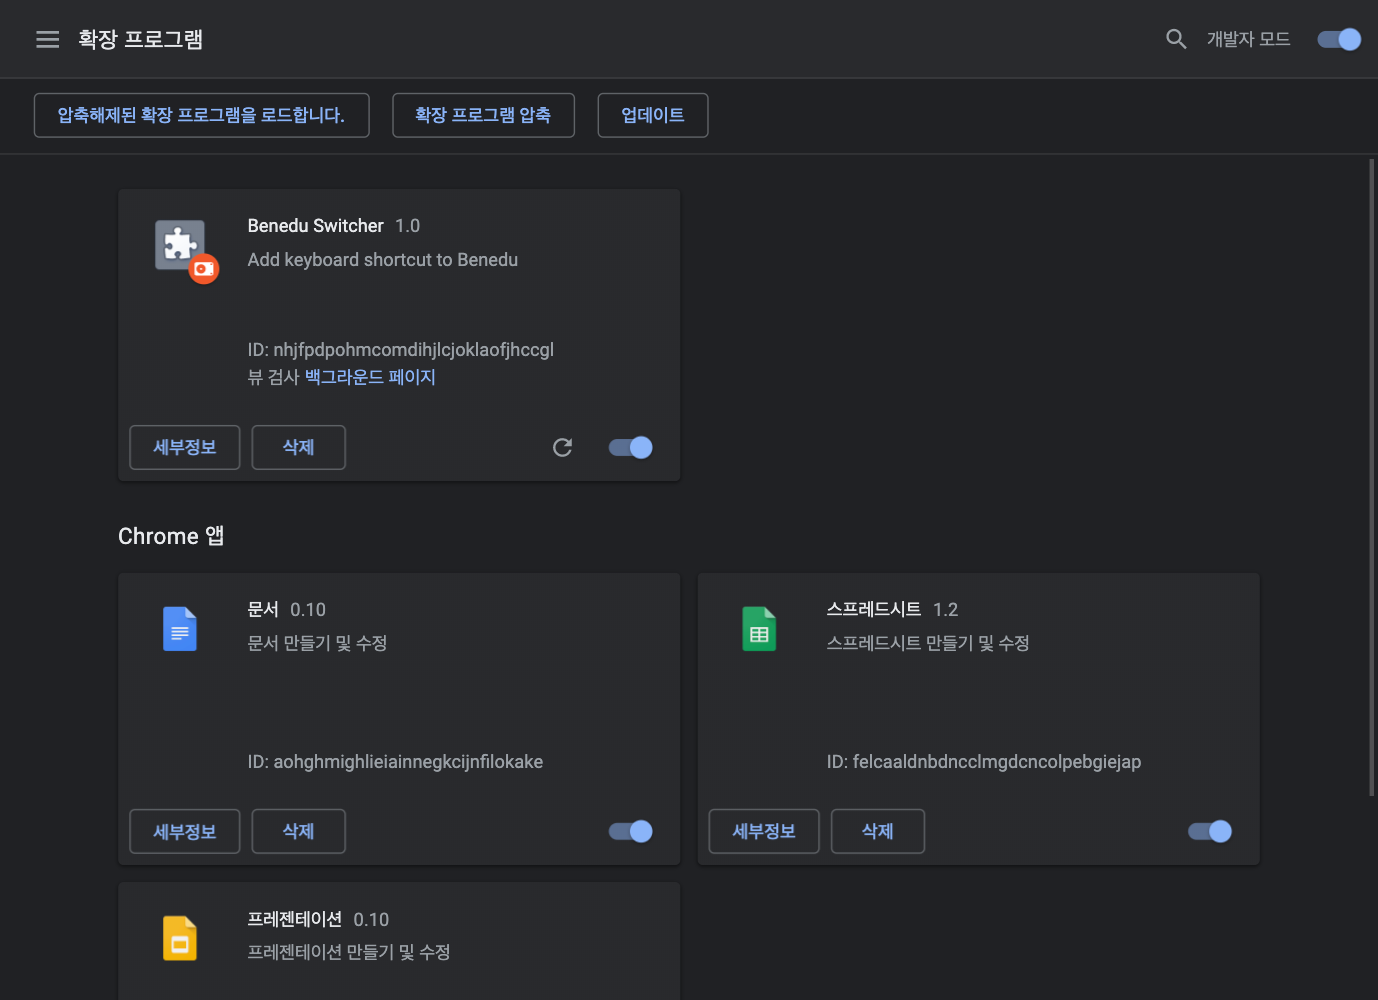 확장 프로그램
개발자 모드
압축해제된 확장 프로그램을 로드합니다.
확장 프로그램 압축
업데이트
Benedu Switcher 1.0
Add keyboard shortcut to Benedu
ID: nhjfpdpohmcomdihjlcjoklaofjhccgl
뷰 검사 백그라운드 페이지
세부정보
삭제
Chrome 앱
문서 0.10
문서 만들기 및 수정
ID: aohghmighlieiainnegkcijnfilokake
세부정보
삭제
스프레드시트 1.2
스프레드시트 만들기 및 수정
ID: felcaaldnbdncclmgdcncolpebgiejap
세부정보
삭제
프레젠테이션 0.10
프레젠테이션 만들기 및 수정